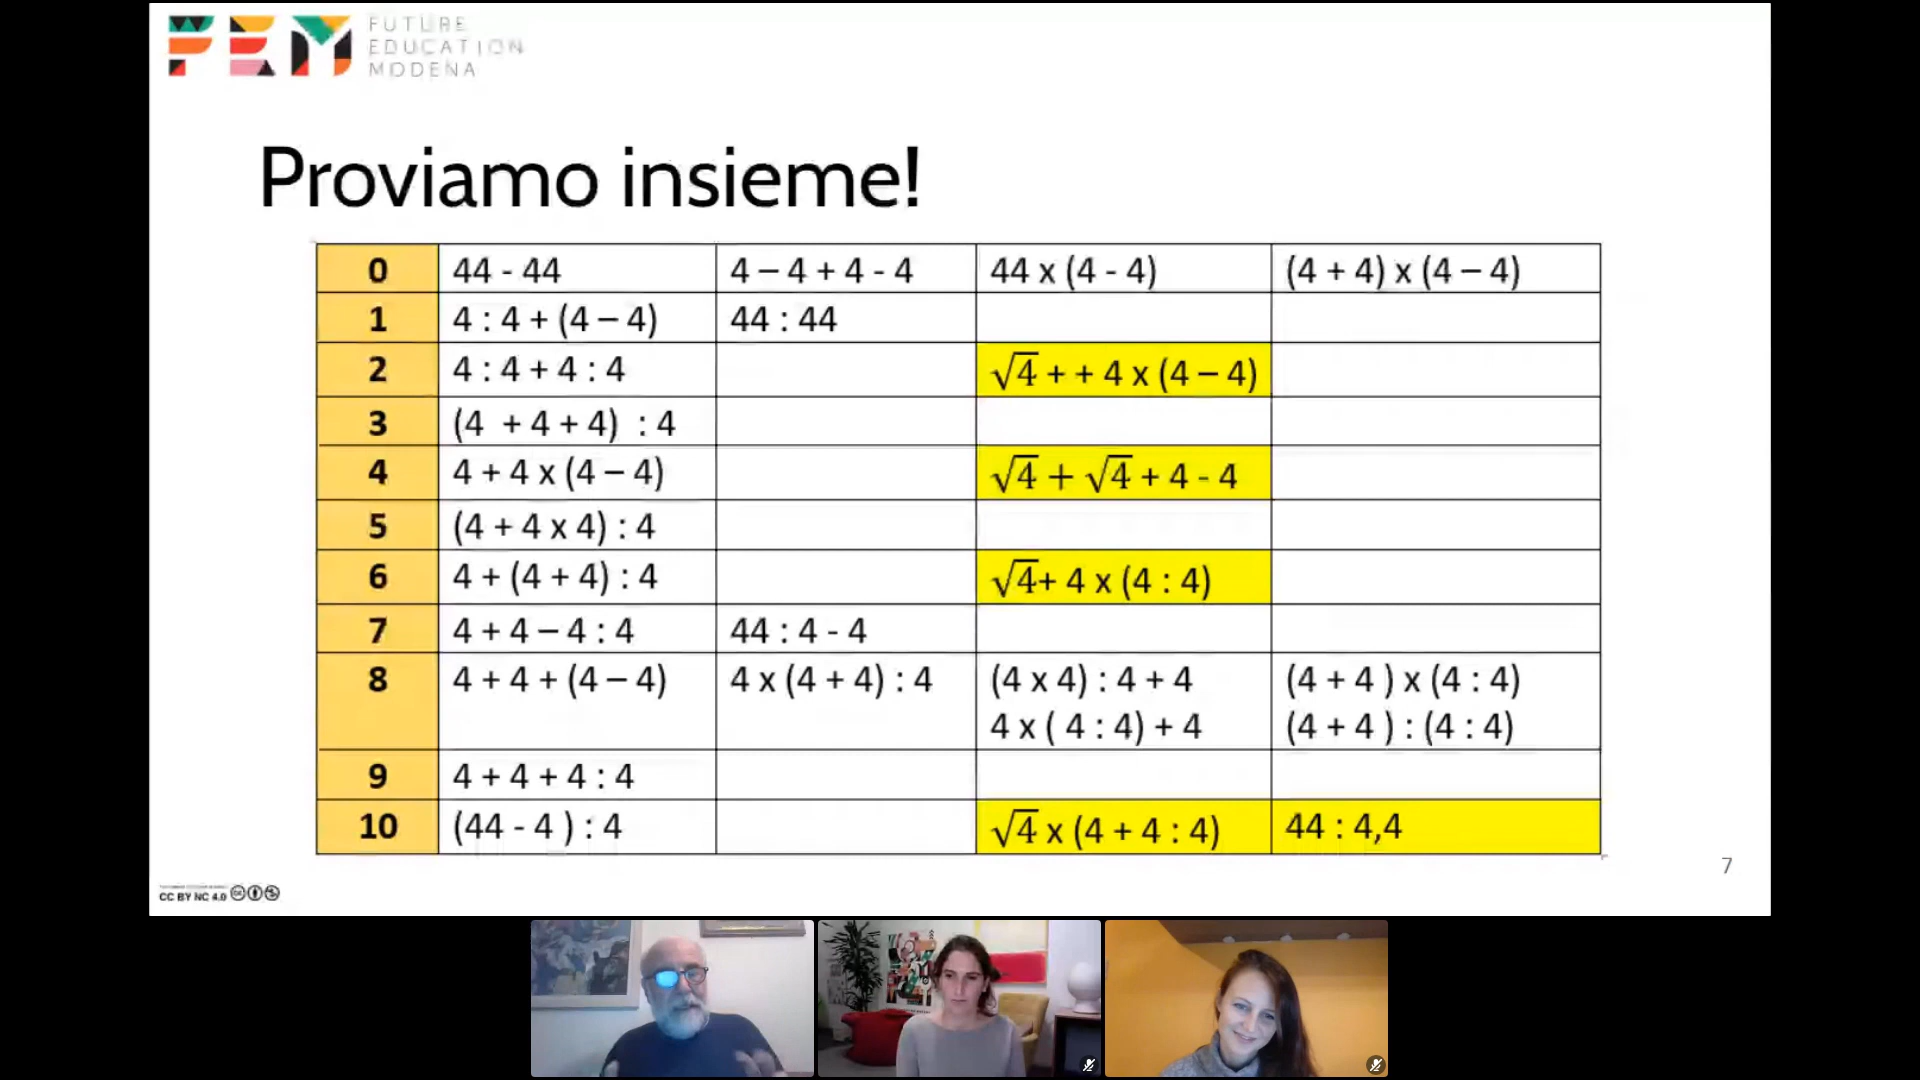 FUTURE
EDUCATION
MODENA
Proviamo insieme!
0 44 - 44 4 – 4 + 4 - 4 44 x (4 - 4) (4 + 4) x (4 – 4)
1 4 : 4 + (4 – 4) 44 : 44
2 4 : 4 + 4 : 4 √4 + + 4 x (4 – 4)
3 (4 + 4 + 4) : 4
4 4 + 4 x (4 – 4) √4 + √4 + 4 - 4
5 (4 + 4 x 4) : 4
6 4 + (4 + 4) : 4 √4+ 4 x (4 : 4)
7 4 + 4 – 4 : 4 44 : 4 - 4
8 4 + 4 + (4 – 4) 4 x (4 + 4) : 4 (4 x 4) : 4 + 4 (4 + 4 ) x (4 : 4)
4 x ( 4 : 4) + 4 (4 + 4 ) : (4 : 4)
9 4 + 4 + 4 : 4
10 (44 - 4 ) : 4 √4 x (4 + 4 : 4) 44 : 4,4
7
CC BY NC 4.0